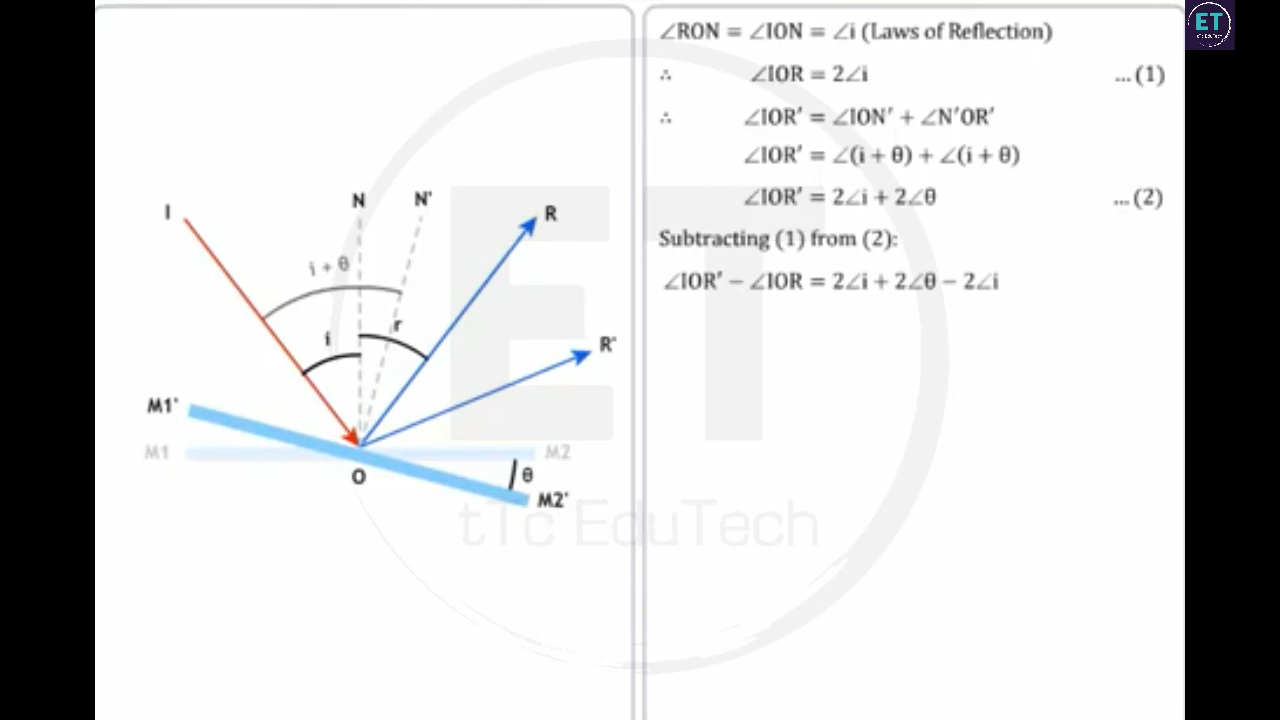 ET
∠RON = ∠ION = ∠i (Laws of Reflection)
∴ ∠IOR = 2∠i ... (1)
∴ ∠IOR′ = ∠ION′ + ∠N′OR′
∠IOR′ = ∠(i + θ) + ∠(i + θ)
∠IOR′ = 2∠i + 2∠θ ... (2)
Subtracting (1) from (2):
∠IOR′ − ∠IOR = 2∠i + 2∠θ − 2∠i
N N'
I R
i + θ
i r
R'
M1'
M1 M2
O θ
M2'
ET
tTc EduTech